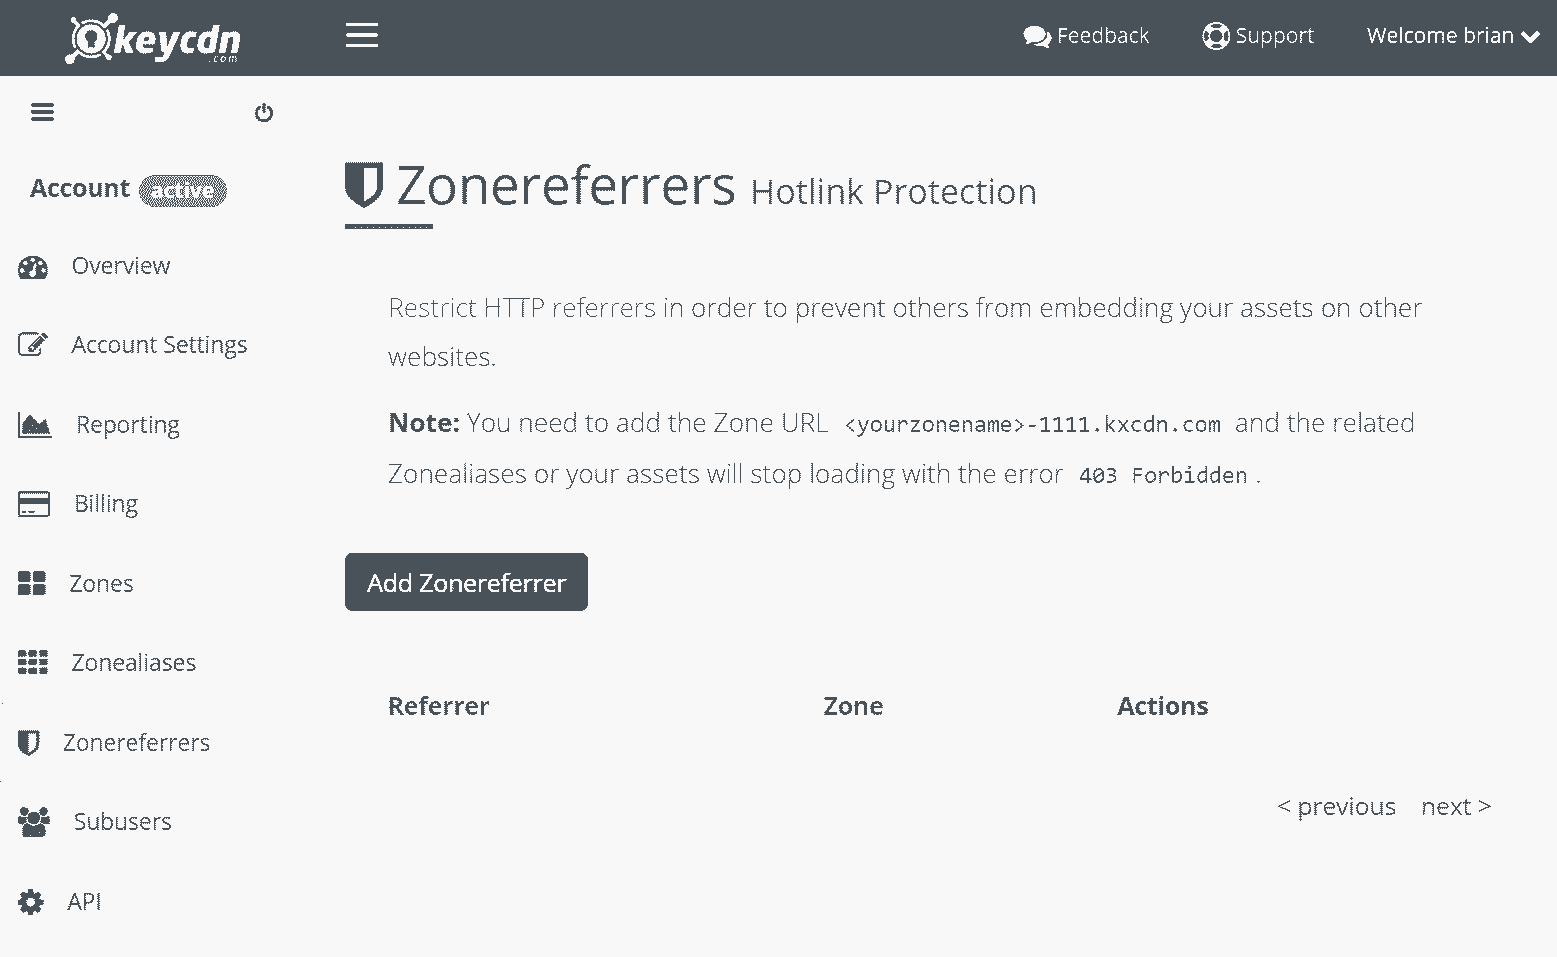 keycdn
.com
Feedback
Support
Welcome brian
Account active
Overview
Account Settings
Reporting
Billing
Zones
Zonealiases
Zonereferrers
Subusers
API
Zonereferrers Hotlink Protection
Restrict HTTP referrers in order to prevent others from embedding your assets on other
websites.
Note: You need to add the Zone URL <yourzonename>-1111.kxcdn.com and the related
Zonealiases or your assets will stop loading with the error 403 Forbidden .
Add Zonereferrer
Referrer Zone Actions
< previous next >